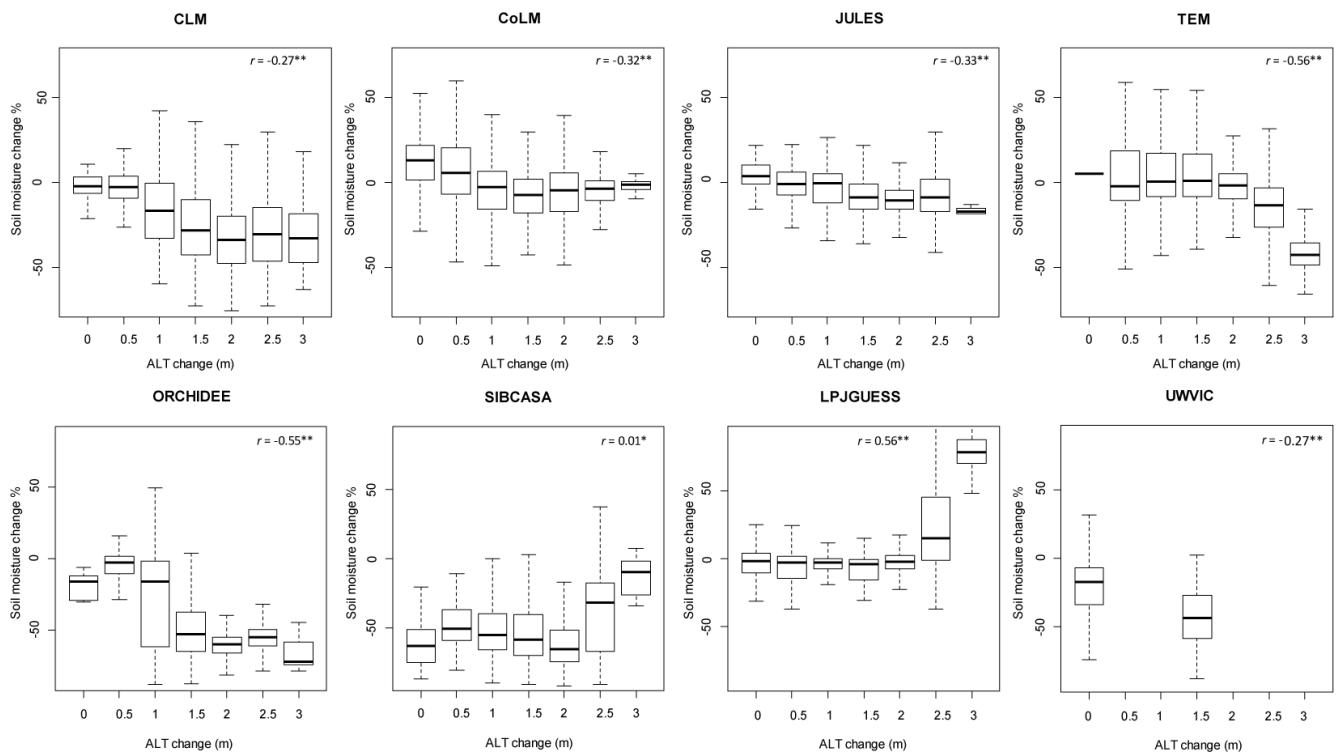 CLM
CoLM
JULES
TEM
r = -0.27**
r = -0.32**
r = -0.33**
r = -0.56**
Soil moisture change %
50
0
-50
Soil moisture change %
50
0
-50
Soil moisture change %
50
0
-50
Soil moisture change %
50
0
-50
0 0.5 1 1.5 2 2.5 3
0 0.5 1 1.5 2 2.5 3
0 0.5 1 1.5 2 2.5 3
0 0.5 1 1.5 2 2.5 3
ALT change (m)
ALT change (m)
ALT change (m)
ALT change (m)
ORCHIDEE
SIBCASA
LPJGUESS
UWVIC
r = -0.55**
r = 0.01*
r = 0.56**
r = -0.27**
Soil moisture change %
50
0
-50
Soil moisture change %
50
0
-50
Soil moisture change %
50
0
-50
Soil moisture change %
50
0
-50
0 0.5 1 1.5 2 2.5 3
0 0.5 1 1.5 2 2.5 3
0 0.5 1 1.5 2 2.5 3
0 0.5 1 1.5 2 2.5 3
ALT change (m)
ALT change (m)
ALT change (m)
ALT change (m)